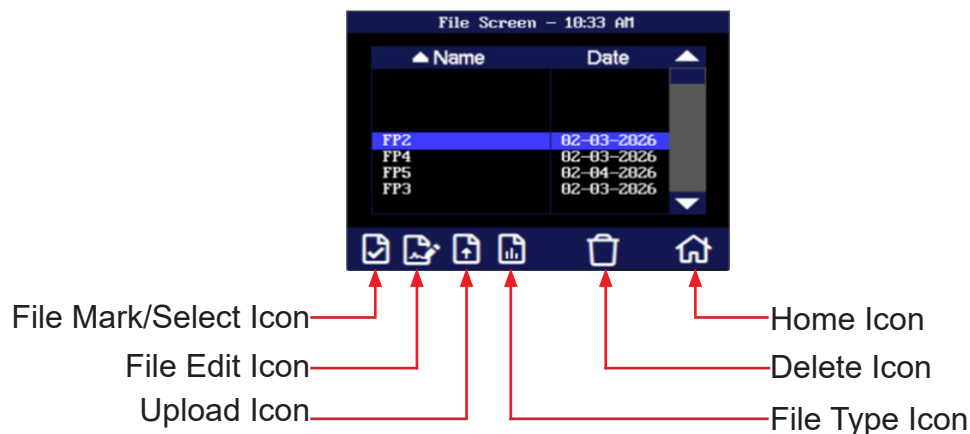 File Screen - 10:33 AM
Name Date
FP2 02-03-2026
FP4 02-03-2026
FP5 02-04-2026
FP3 02-03-2026
File Mark/Select Icon
Home Icon
File Edit Icon
Delete Icon
Upload Icon
File Type Icon